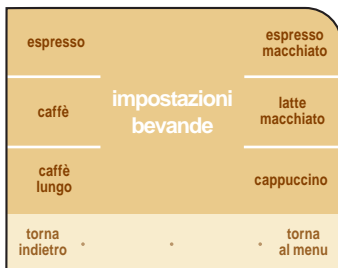 espresso
espresso
macchiato
impostazioni
bevande
caffè
latte
macchiato
caffè
lungo
cappuccino
torna
indietro
torna
al menu